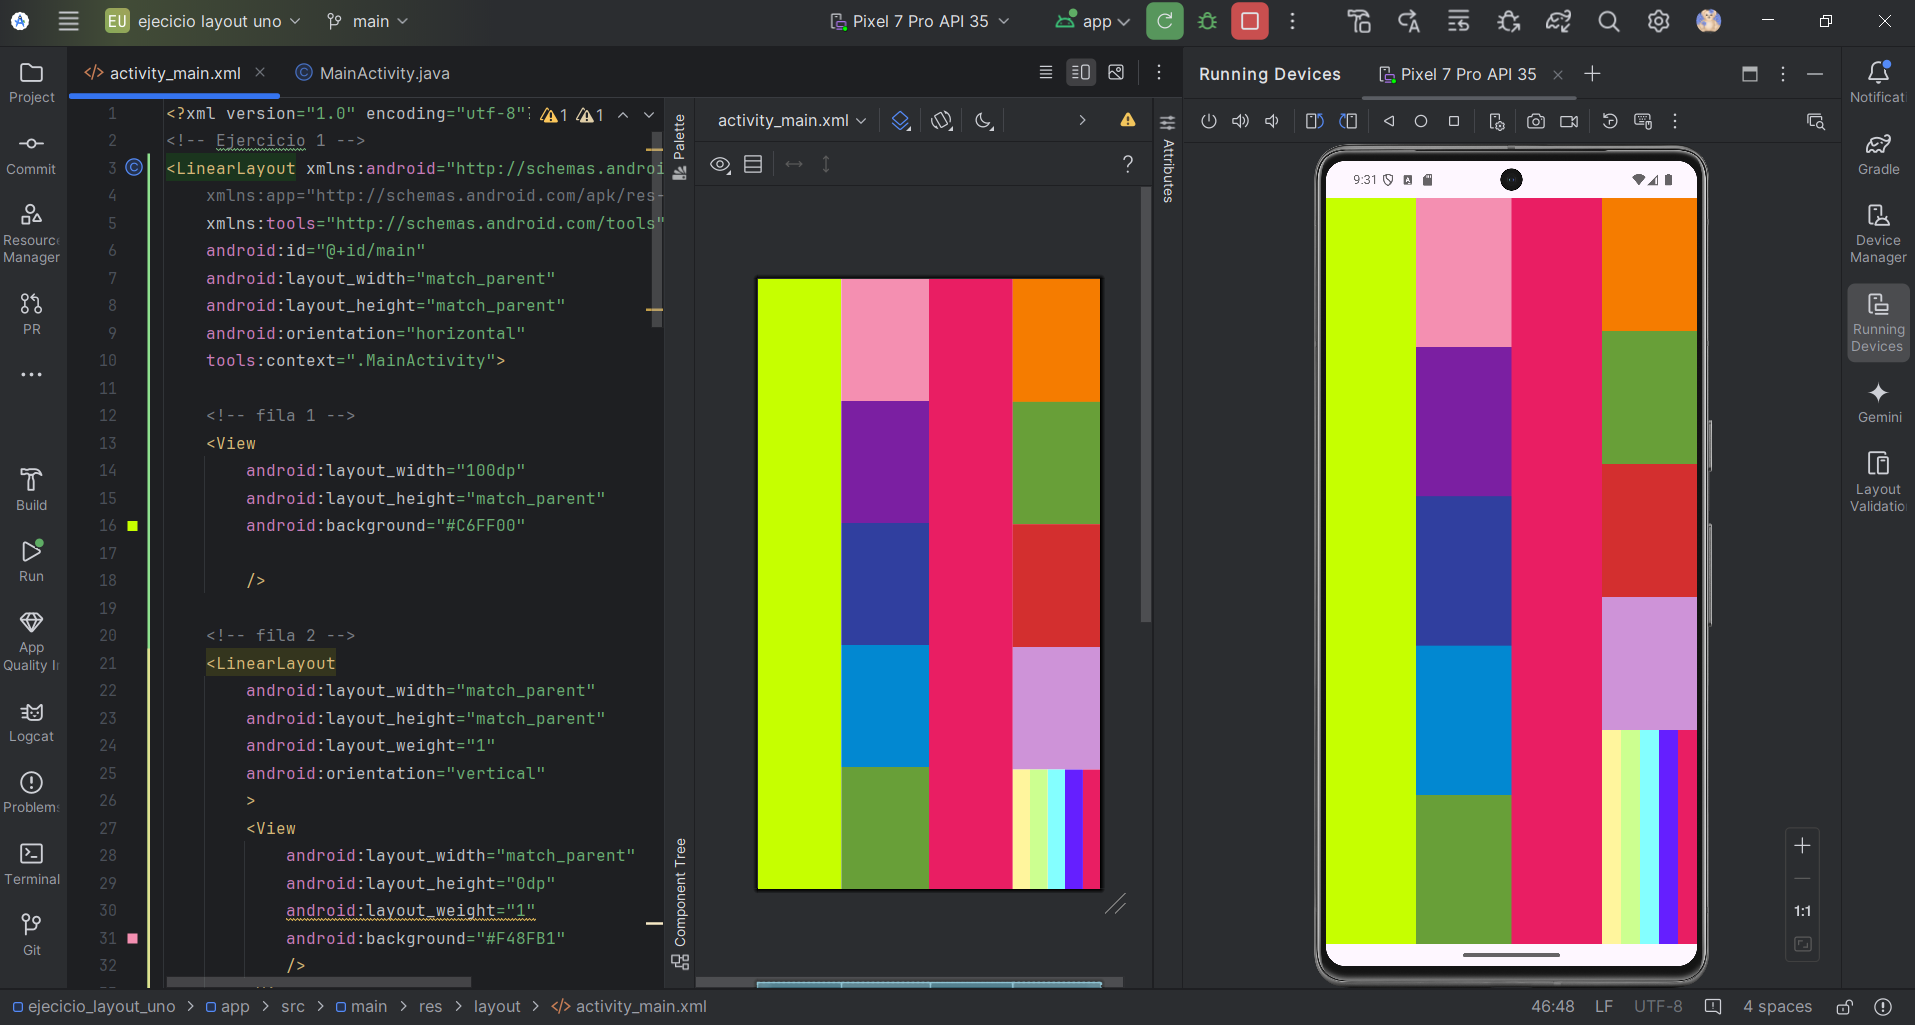 EU ejecicio layout uno main Pixel 7 Pro API 35 app
activity_main.xml MainActivity.java
Running Devices Pixel 7 Pro API 35
Project
Commit
Resourc
Manager
PR
Build
Run
App
Quality I
Logcat
Problem
Terminal
Git
1 <?xml version="1.0" encoding="utf-8"? 1 1
2 <!-- Ejercicio 1 -->
3 <LinearLayout xmlns:android="http://schemas.androi
4 xmlns:app="http://schemas.android.com/apk/res-
5 xmlns:tools="http://schemas.android.com/tools"
6 android:id="@+id/main"
7 android:layout_width="match_parent"
8 android:layout_height="match_parent"
9 android:orientation="horizontal"
10 tools:context=".MainActivity">
11
12 <!-- fila 1 -->
13 <View
14 android:layout_width="100dp"
15 android:layout_height="match_parent"
16 android:background="#C6FF00"
17
18 />
19
20 <!-- fila 2 -->
21 <LinearLayout
22 android:layout_width="match_parent"
23 android:layout_height="match_parent"
24 android:layout_weight="1"
25 android:orientation="vertical"
26 >
27 <View
28 android:layout_width="match_parent"
29 android:layout_height="0dp"
30 android:layout_weight="1"
31 android:background="#F48FB1"
32 />
Palette
Component Tree
activity_main.xml
?
Attributes
9:31
1:1
Notificat
Gradle
Device
Manager
Running
Devices
Gemini
Layout
Validatio
ejecicio_layout_uno > app > src > main > res > layout > activity_main.xml
46:48 LF UTF-8 4 spaces